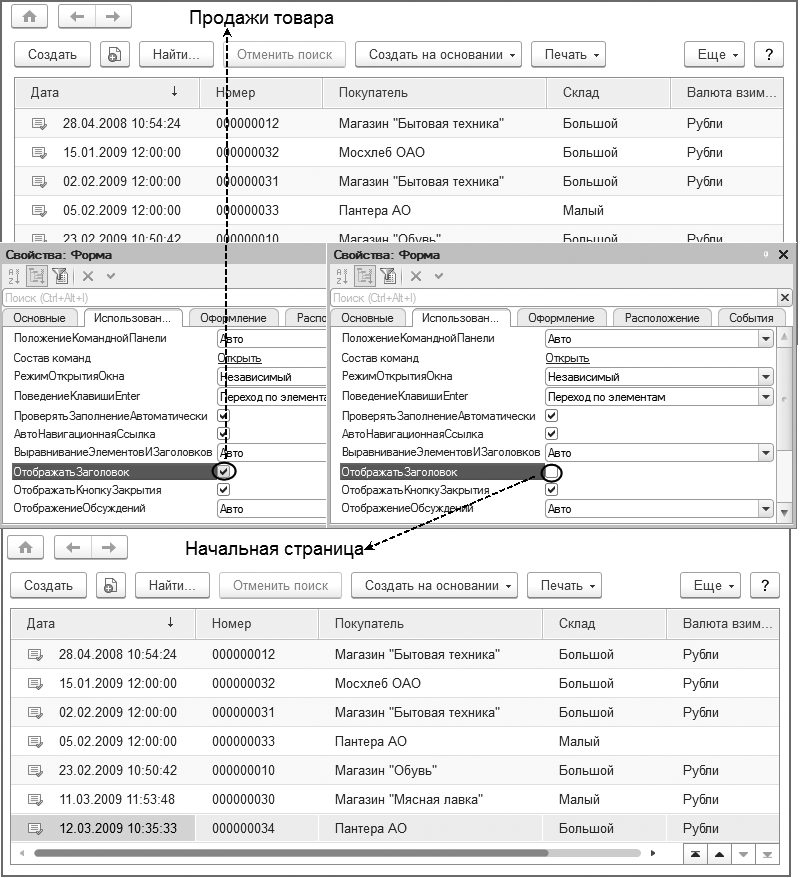 Продажи товара
Создать Найти... Отменить поиск Создать на основании Печать Еще ?
Дата ↓ Номер Покупатель Склад Валюта взим...
28.04.2008 10:54:24 000000012 Магазин "Бытовая техника" Большой Рубли
15.01.2009 12:00:00 000000032 Мосхлеб ОАО Большой Рубли
02.02.2009 12:00:00 000000031 Магазин "Бытовая техника" Большой Рубли
05.02.2009 12:00:00 000000033 Пантера АО Малый
23.02.2009 10:50:42 000000010 Магазин "Обувь" Большой Рубли
Свойства: Форма
Поиск (Ctrl+Alt+I)
Основные Использован... Оформление Распо
ПоложениеКоманднойПанели Авто
Состав команд Открыть
РежимОткрытияОкна Независимый
ПоведениеКлавишиEnter Переход по элементам
ПроверятьЗаполнениеАвтоматически
АвтоНавигационнаяСсылка
ВыравниваниеЭлементовИЗаголовков Авто
ОтображатьЗаголовок
ОтображатьКнопкуЗакрытия
ОтображениеОбсуждений Авто
Свойства: Форма
Поиск (Ctrl+Alt+I)
Основные Использован... Оформление Расположение События
ПоложениеКоманднойПанели Авто
Состав команд Открыть
РежимОткрытияОкна Независимый
ПоведениеКлавишиEnter Переход по элементам
ПроверятьЗаполнениеАвтоматически
АвтоНавигационнаяСсылка
ВыравниваниеЭлементовИЗаголовков Авто
ОтображатьЗаголовок
ОтображатьКнопкуЗакрытия
ОтображениеОбсуждений Авто
Начальная страница
Создать Найти... Отменить поиск Создать на основании Печать Еще ?
Дата ↓ Номер Покупатель Склад Валюта взим...
28.04.2008 10:54:24 000000012 Магазин "Бытовая техника" Большой Рубли
15.01.2009 12:00:00 000000032 Мосхлеб ОАО Большой Рубли
02.02.2009 12:00:00 000000031 Магазин "Бытовая техника" Большой Рубли
05.02.2009 12:00:00 000000033 Пантера АО Малый
23.02.2009 10:50:42 000000010 Магазин "Обувь" Большой Рубли
11.03.2009 11:53:48 000000030 Магазин "Мясная лавка" Малый Рубли
12.03.2009 10:35:33 000000034 Пантера АО Большой Рубли